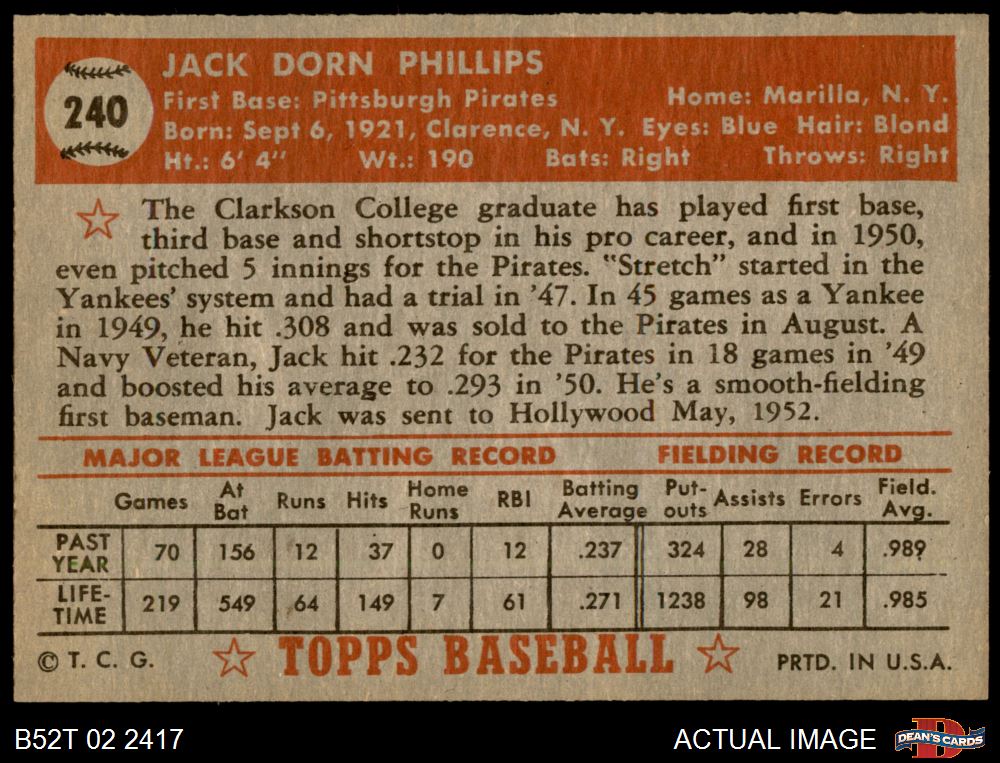 240
JACK DORN PHILLIPS
First Base: Pittsburgh Pirates Home: Marilla, N. Y.
Born: Sept 6, 1921, Clarence, N. Y. Eyes: Blue Hair: Blond
Ht.: 6' 4" Wt.: 190 Bats: Right Throws: Right
The Clarkson College graduate has played first base,
third base and shortstop in his pro career, and in 1950,
even pitched 5 innings for the Pirates. "Stretch" started in the
Yankees' system and had a trial in '47. In 45 games as a Yankee
in 1949, he hit .308 and was sold to the Pirates in August. A
Navy Veteran, Jack hit .232 for the Pirates in 18 games in '49
and boosted his average to .293 in '50. He's a smooth-fielding
first baseman. Jack was sent to Hollywood May, 1952.
MAJOR LEAGUE BATTING RECORD FIELDING RECORD
Games At Bat Runs Hits Home Runs RBI Batting Average Put-outs Assists Errors Field. Avg.
PAST YEAR 70 156 12 37 0 12 .237 324 28 4 .989
LIFE-TIME 219 549 64 149 7 61 .271 1238 98 21 .985
© T. C. G. TOPPS BASEBALL PRTD. IN U.S.A.
B52T 02 2417 ACTUAL IMAGE D DEAN'S CARDS